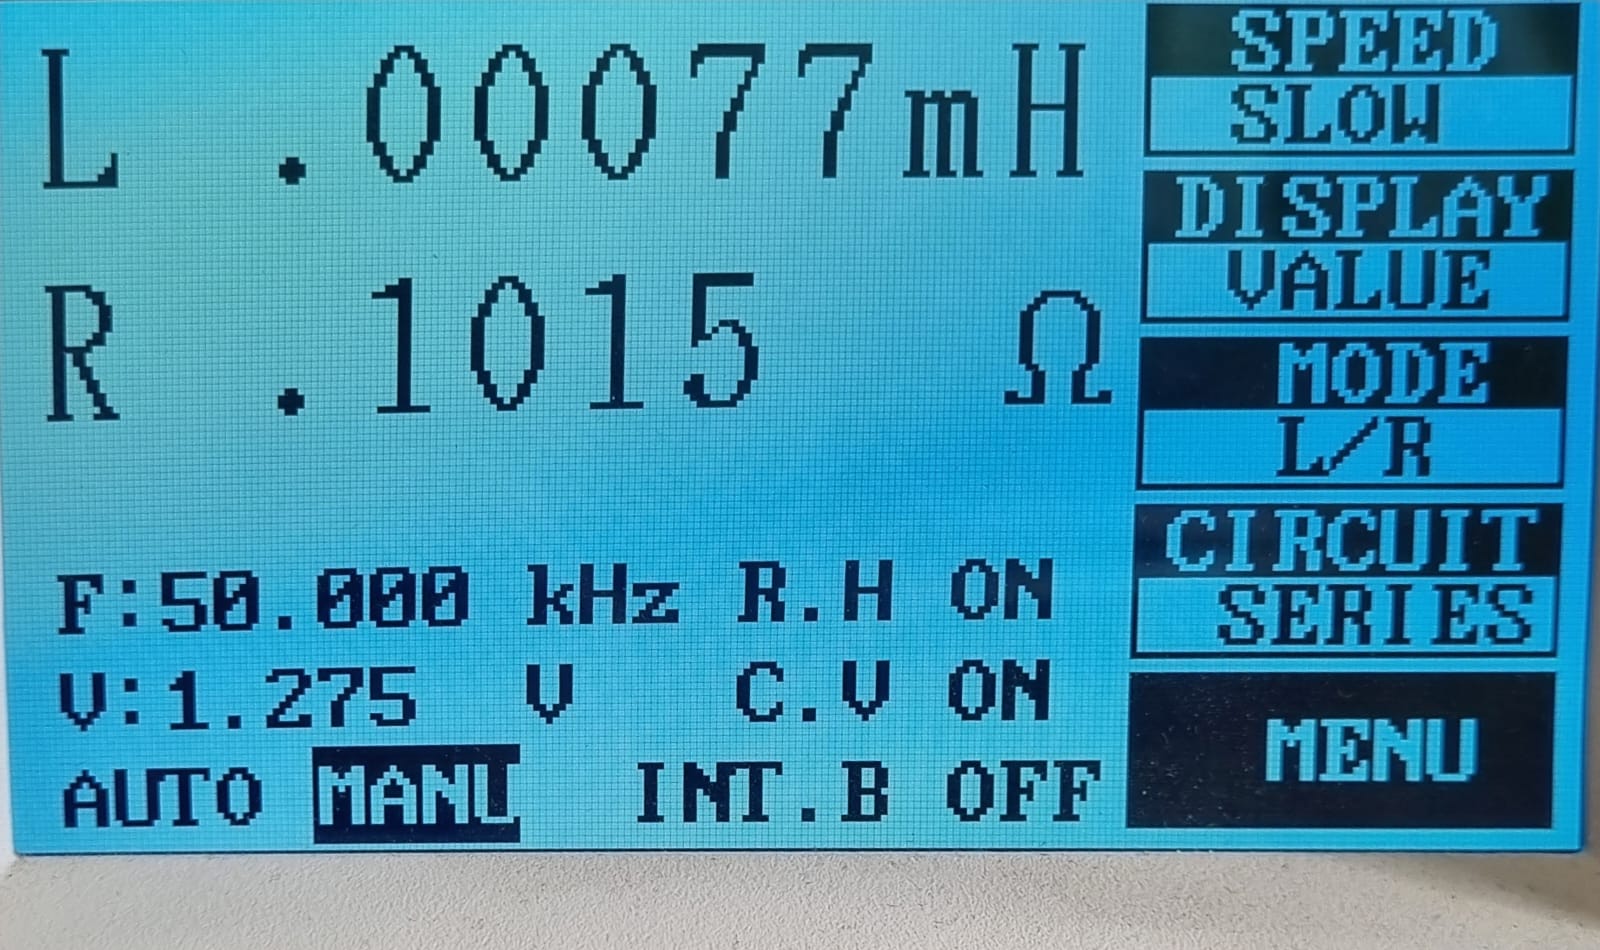 L .00077mH
R .1015 Ω
F:50.000 kHz R.H ON
V:1.275 V C.V ON
AUTO MANU INT.B OFF
SPEED
SLOW
DISPLAY
VALUE
MODE
L/R
CIRCUIT
SERIES
MENU